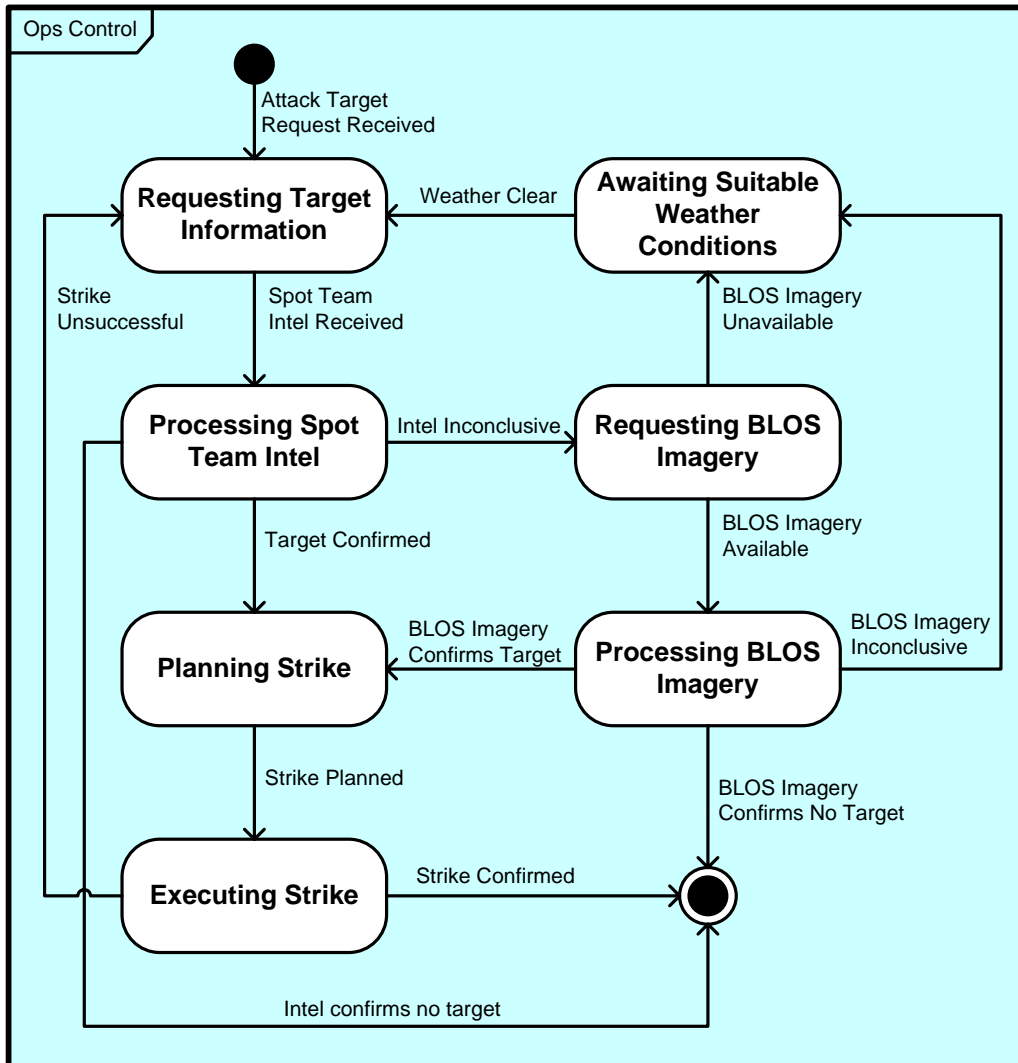 Ops Control
Attack Target
Request Received
Requesting Target
Information
Weather Clear
Awaiting Suitable
Weather
Conditions
Strike
Unsuccessful
Spot Team
Intel Received
BLOS Imagery
Unavailable
Processing Spot
Team Intel
Intel Inconclusive
Requesting BLOS
Imagery
Target Confirmed
BLOS Imagery
Available
Planning Strike
BLOS Imagery
Confirms Target
Processing BLOS
Imagery
BLOS Imagery
Inconclusive
Strike Planned
BLOS Imagery
Confirms No Target
Executing Strike
Strike Confirmed
Intel confirms no target